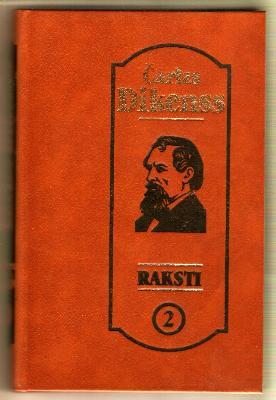 Čarlzs
Dikenss
RAKSTI
2